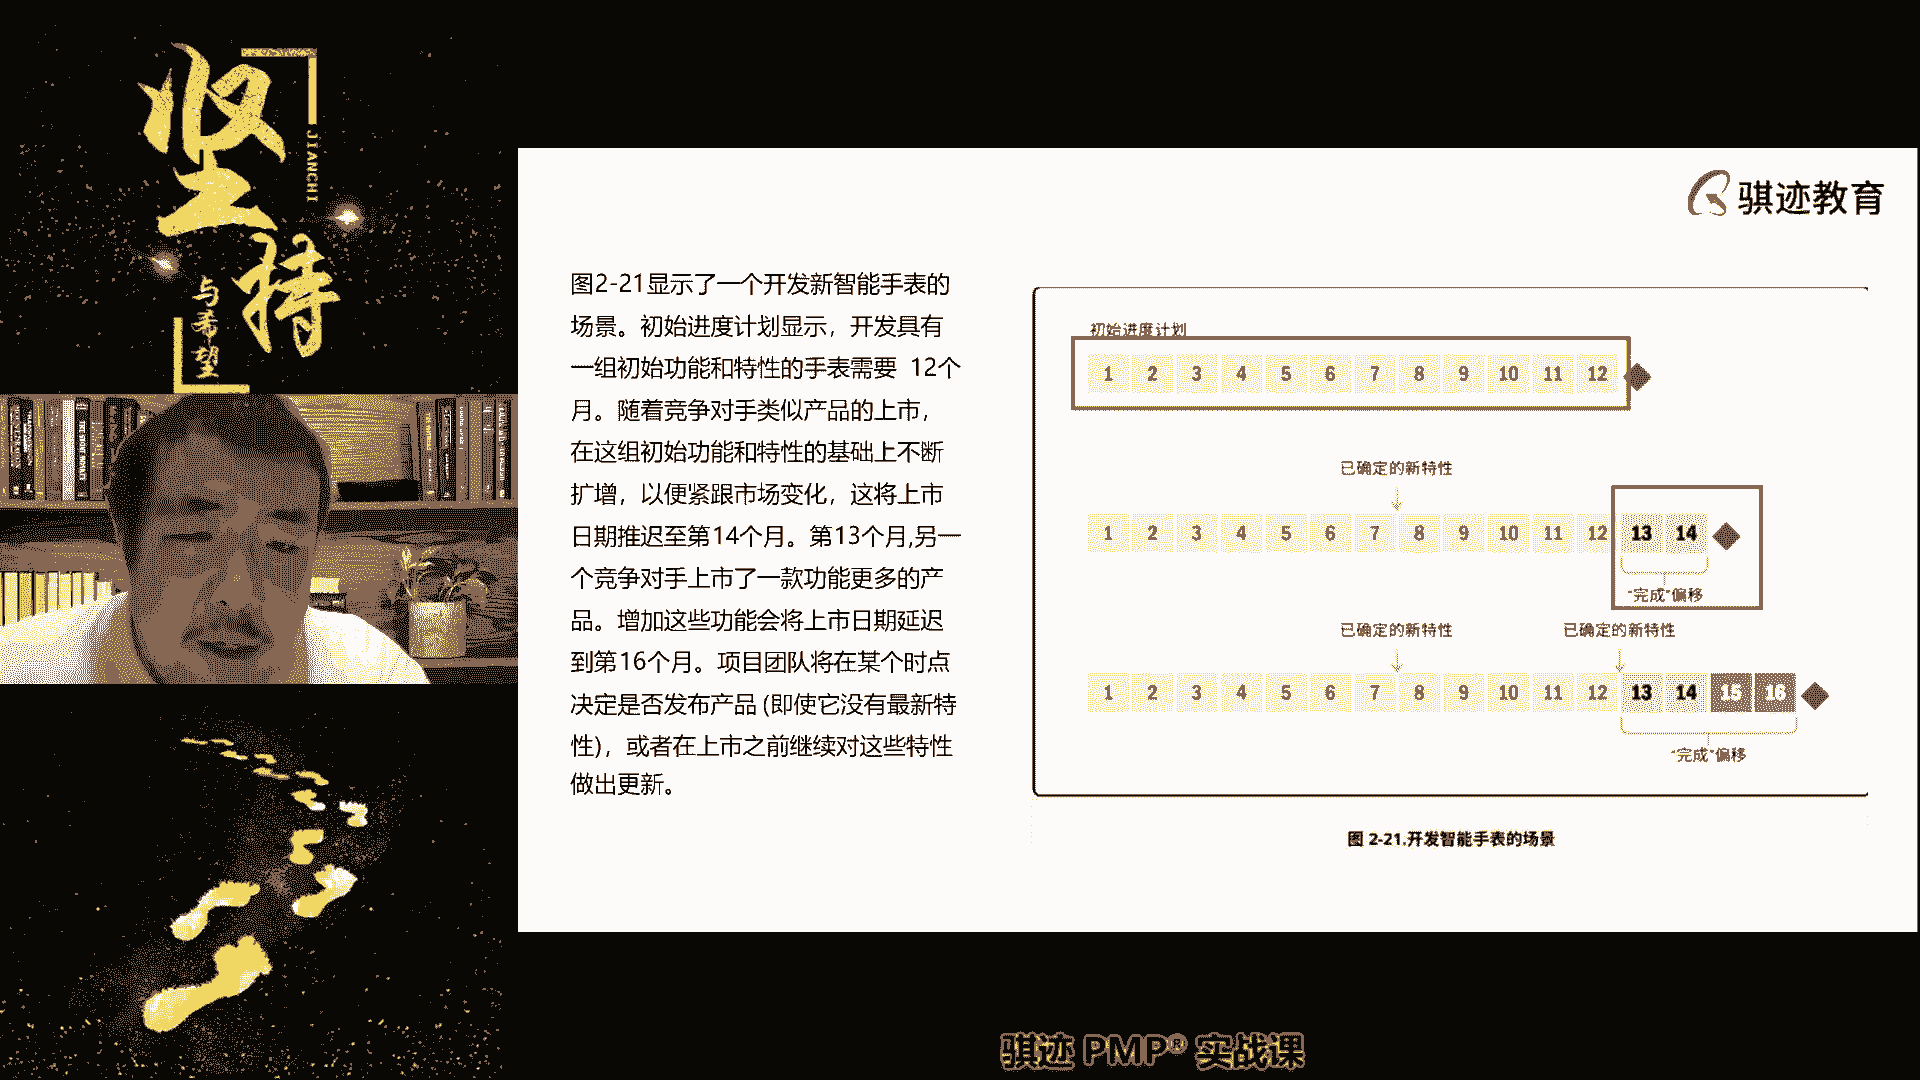 坚持
JIANCHI
与希望
骐迹教育
图2-21显示了一个开发新智能手表的
场景。初始进度计划显示，开发具有
一组初始功能和特性的手表需要 12个
月。随着竞争对手类似产品的上市，
在这组初始功能和特性的基础上不断
扩增，以便紧跟市场变化，这将上市
日期推迟至第14个月。第13个月,另一
个竞争对手上市了一款功能更多的产
品。增加这些功能会将上市日期延迟
到第16个月。项目团队将在某个时点
决定是否发布产品 (即使它没有最新特
性)，或者在上市之前继续对这些特性
做出更新。
初始进度计划
1 2 3 4 5 6 7 8 9 10 11 12
已确定的新特性
1 2 3 4 5 6 7 8 9 10 11 12 13 14
“完成”偏移
已确定的新特性 已确定的新特性
1 2 3 4 5 6 7 8 9 10 11 12 13 14 15 16
“完成”偏移
图 2-21.开发智能手表的场景
骐迹 PMP® 实战课